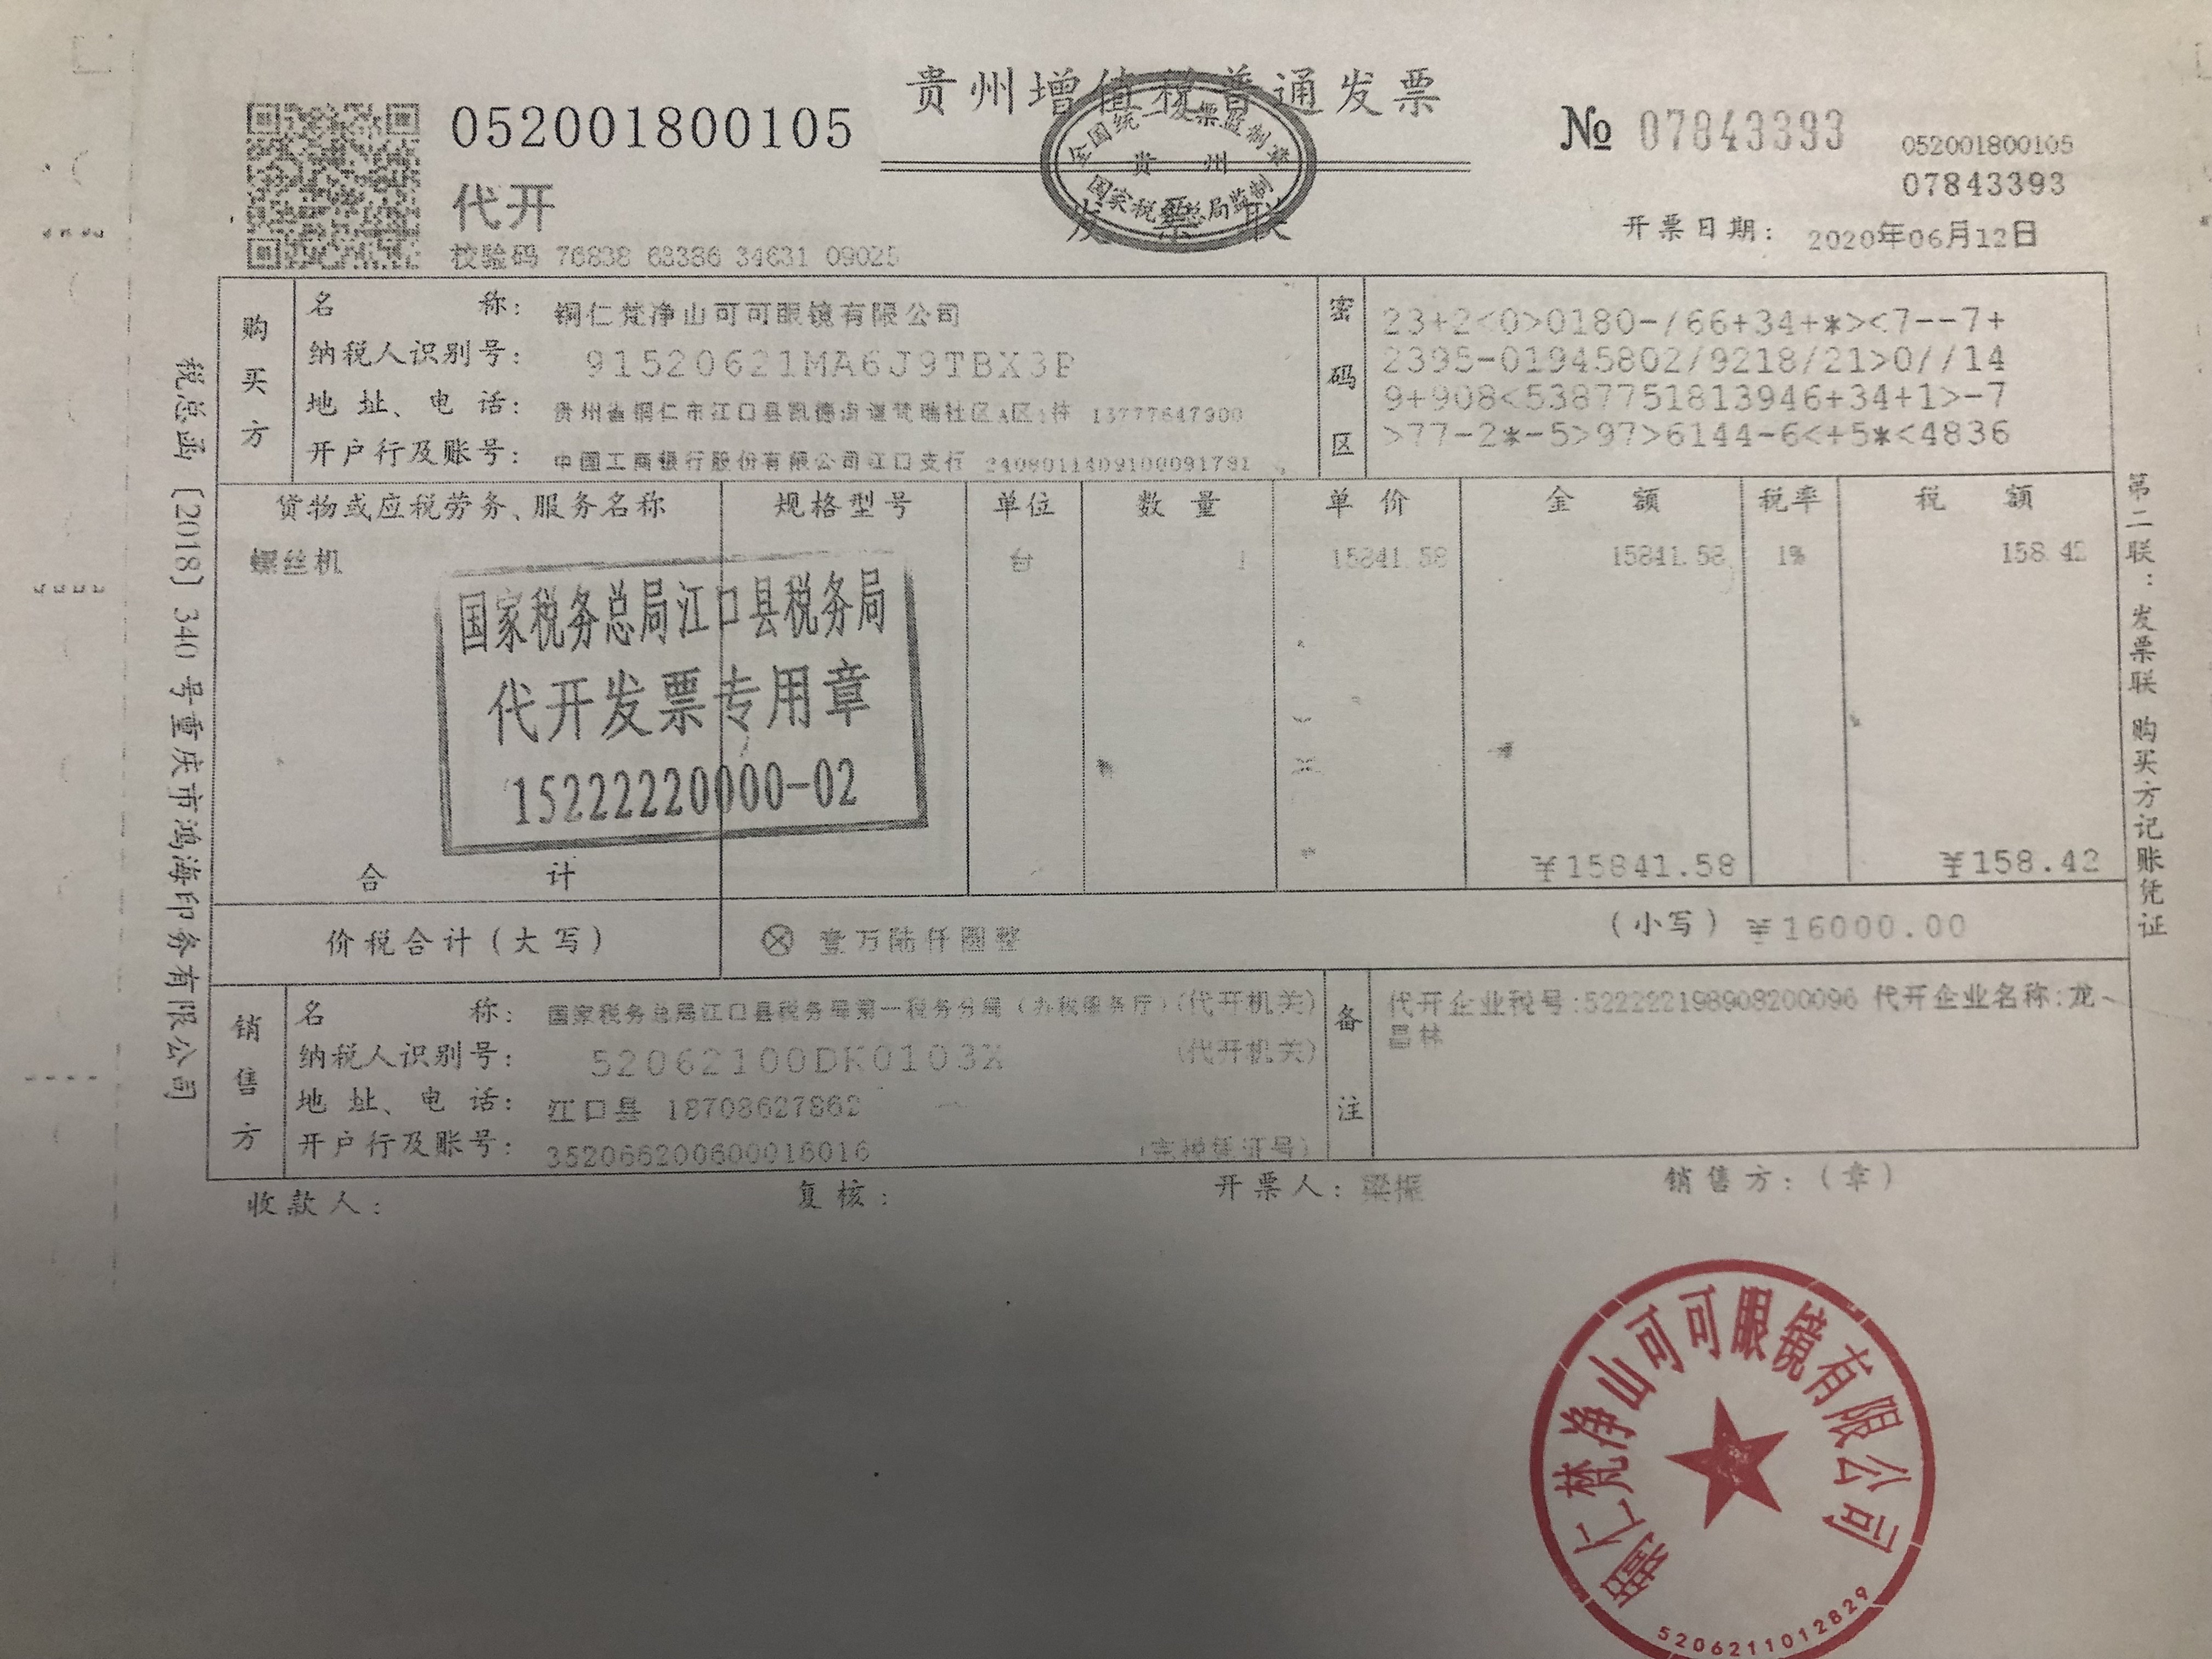 贵州增值税普通发票
052001800105
全国统一发票监制章
贵 州
国家税务总局监制
发 票 联
代开
校验码 76838 63386 34631 09025
№ 07843393
052001800105
07843393
开票日期: 2020年06月12日
购买方
名 称: 铜仁梵净山可可眼镜有限公司
纳税人识别号: 91520621MA6J9TBX3P
地 址、电 话: 贵州省铜仁市江口县凯德街道梵瑞社区A区 13777647900
开户行及账号: 中国工商银行股份有限公司江口支行 2408011409100091781
密码区
23+2<0>0180-/66+34+*><7--7+
2395-01945802/9218/21>0//14
9+908<5387751813946+34+1>-7
>77-2*-5>97>6144-6<+5*<4836
货物或应税劳务、服务名称 规格型号 单位 数 量 单 价 金 额 税率 税 额
螺丝机 台 1 15841.58 15841.58 1% 158.42
国家税务总局江口县税务局
代开发票专用章
15222220000-02
合 计 ¥15841.58 ¥158.42
价税合计(大写) ⊗ 壹万陆仟圆整 (小写) ¥16000.00
销售方
名 称: 国家税务总局江口县税务局第一税务分局(办税服务厅)(代开机关)
纳税人识别号: 52062100DK0103X (代开机关)
地 址、电 话: 江口县 18708627862
开户行及账号: 352066200600016016 (完税凭证号)
备注
代开企业税号:522222198908200096 代开企业名称:龙
昌林
收款人: 复核: 开票人: 梁振 销售方:(章)
税总函〔2018〕340号重庆市鸿海印务有限公司
第二联:发票联 购买方记账凭证
铜仁梵净山可可眼镜有限公司
5206211012829